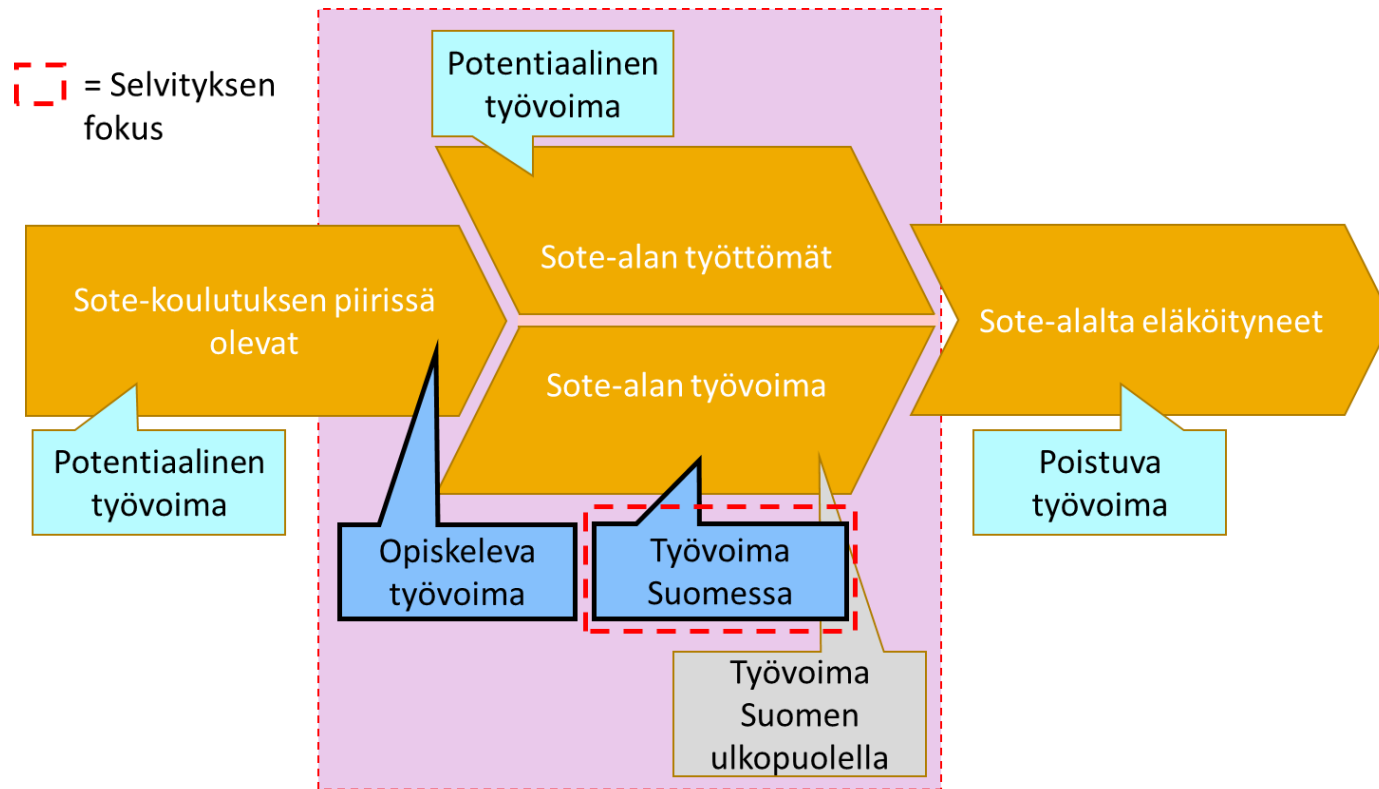 = Selvityksen
fokus
Potentiaalinen
työvoima
Sote-alan työttömät
Sote-koulutuksen piirissä
olevat
Sote-alalta eläköityneet
Sote-alan työvoima
Potentiaalinen
työvoima
Poistuva
työvoima
Opiskeleva
työvoima
Työvoima
Suomessa
Työvoima
Suomen
ulkopuolella